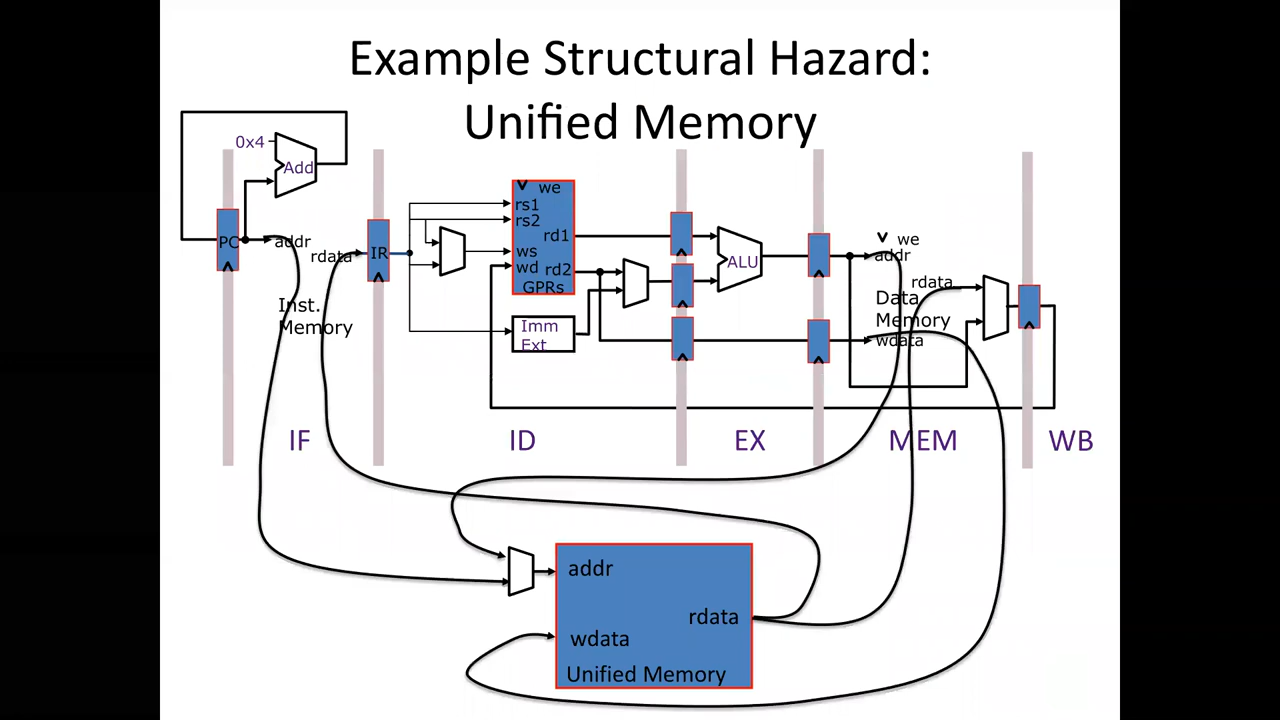 Example Structural Hazard:
Unified Memory
0x4
Add
PC
addr
rdata
Inst.
Memory
IR
we
rs1
rs2
rd1
ws
wd
rd2
GPRs
Imm
Ext
ALU
we
addr
rdata
Data
Memory
wdata
IF
ID
EX
MEM
WB
addr
rdata
wdata
Unified Memory